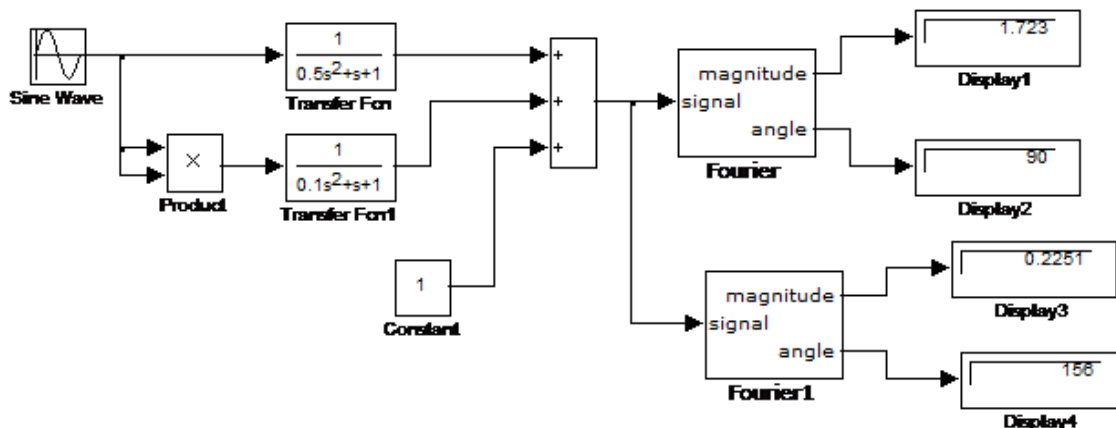 Sine Wave
1
0.5s²+s+1
Transfer Fcn
×
Product
1
0.1s²+s+1
Transfer Fcn1
1
Constant
+
+
+
signal
magnitude
angle
Fourier
1.723
Display1
90
Display2
signal
magnitude
angle
Fourier1
0.2251
Display3
156
Display4